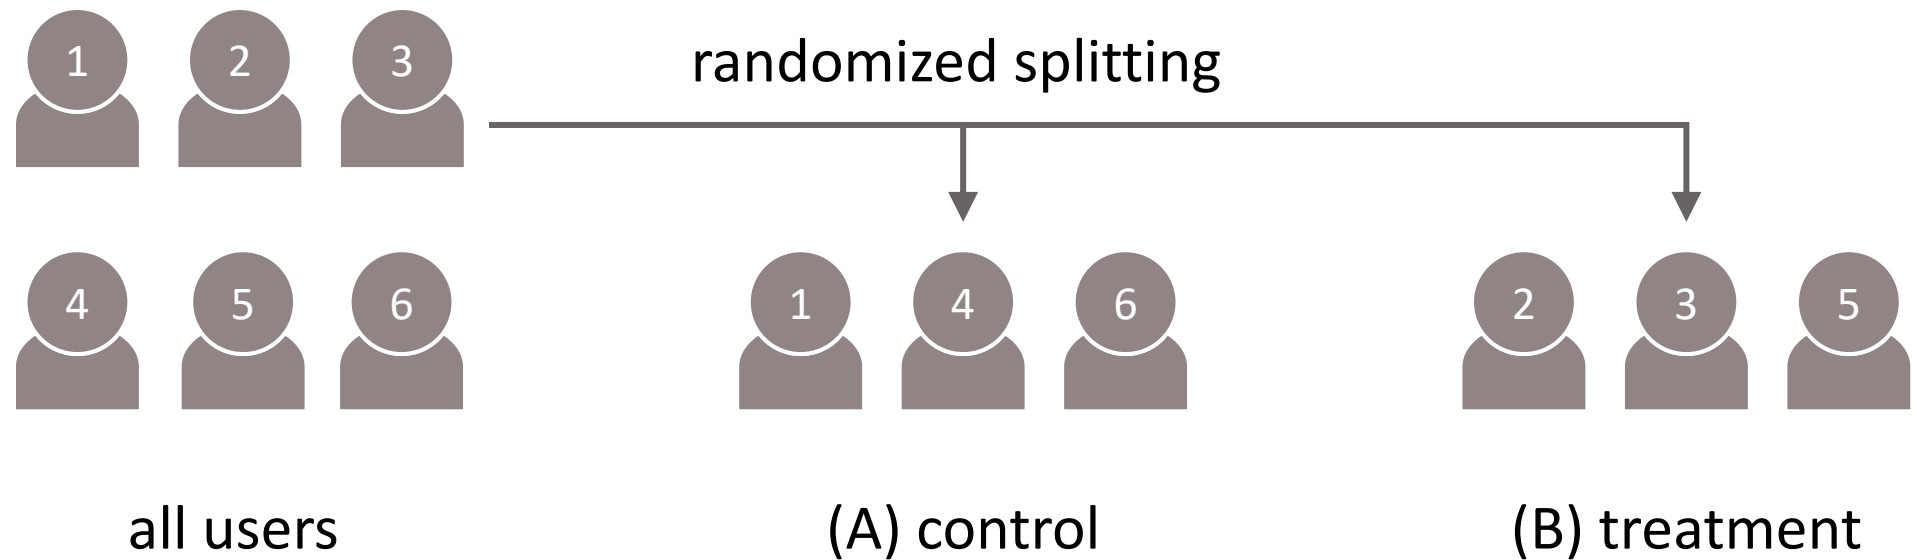 1 2 3
randomized splitting
4 5 6
1 4 6
2 3 5
all users
(A) control
(B) treatment